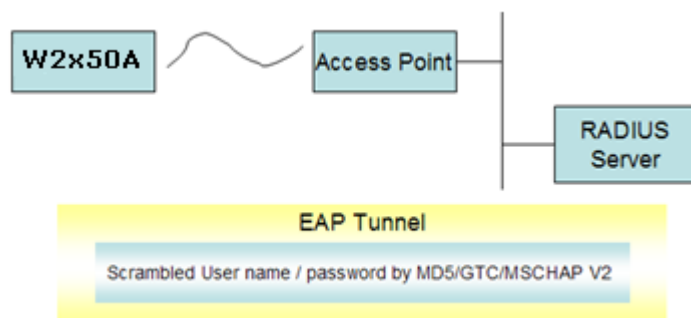 W2x50A
Access Point
RADIUS
Server
EAP Tunnel
Scrambled User name / password by MD5/GTC/MSCHAP V2